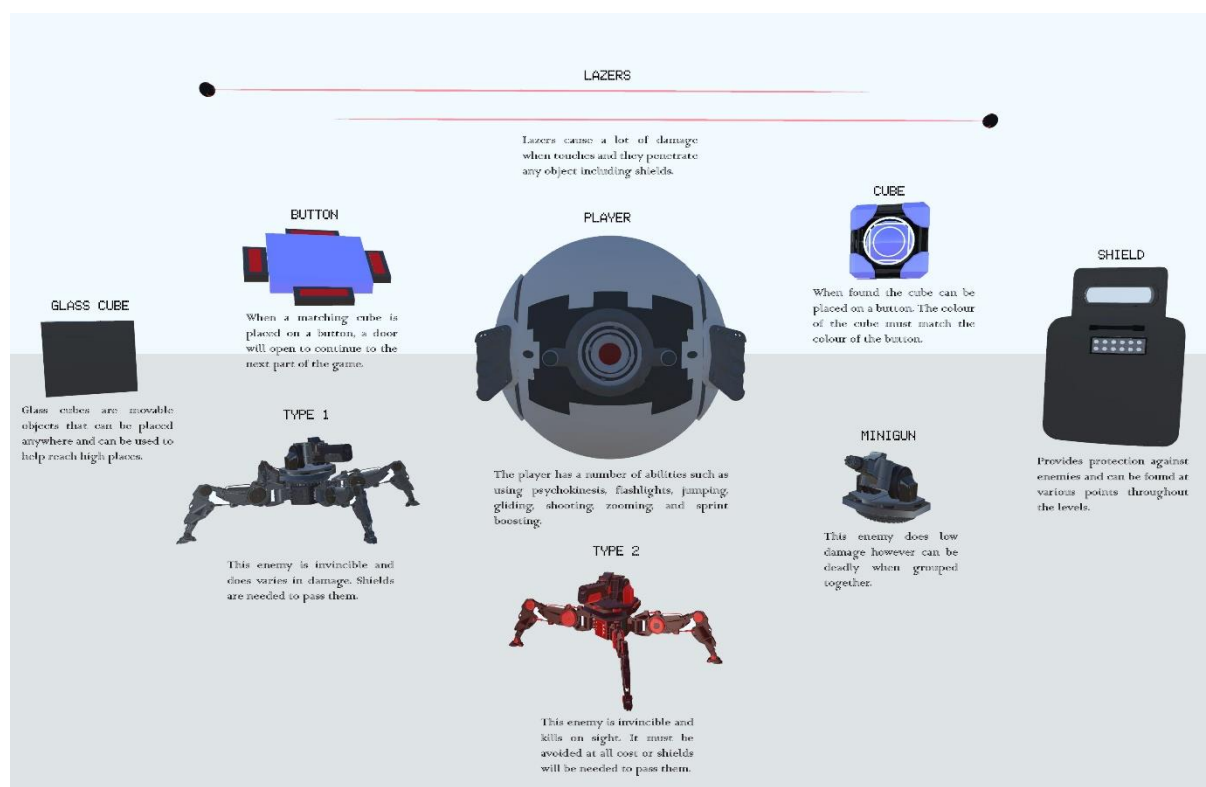 LAZERS
Lazers cause a lot of damage
when touches and they penetrate
any object including shields.
BUTTON
When a matching cube is
placed on a button, a door
will open to continue to the
next part of the game.
PLAYER
The player has a number of abilities such as
using psychokinesis, flashlights, jumping,
gliding, shooting, zooming, and sprint
boosting.
CUBE
When found the cube can be
placed on a button. The colour
of the cube must match the
colour of the button.
SHIELD
Provides protection against
enemies and can be found at
various points throughout
the levels.
GLASS CUBE
Glass cubes are movable
objects that can be placed
anywhere and can be used to
help reach high places.
TYPE 1
This enemy is invincible and
does varies in damage. Shields
are needed to pass them.
MINIGUN
This enemy does low
damage however can be
deadly when grouped
together.
TYPE 2
This enemy is invincible and
kills on sight. It must be
avoided at all cost or shields
will be needed to pass them.